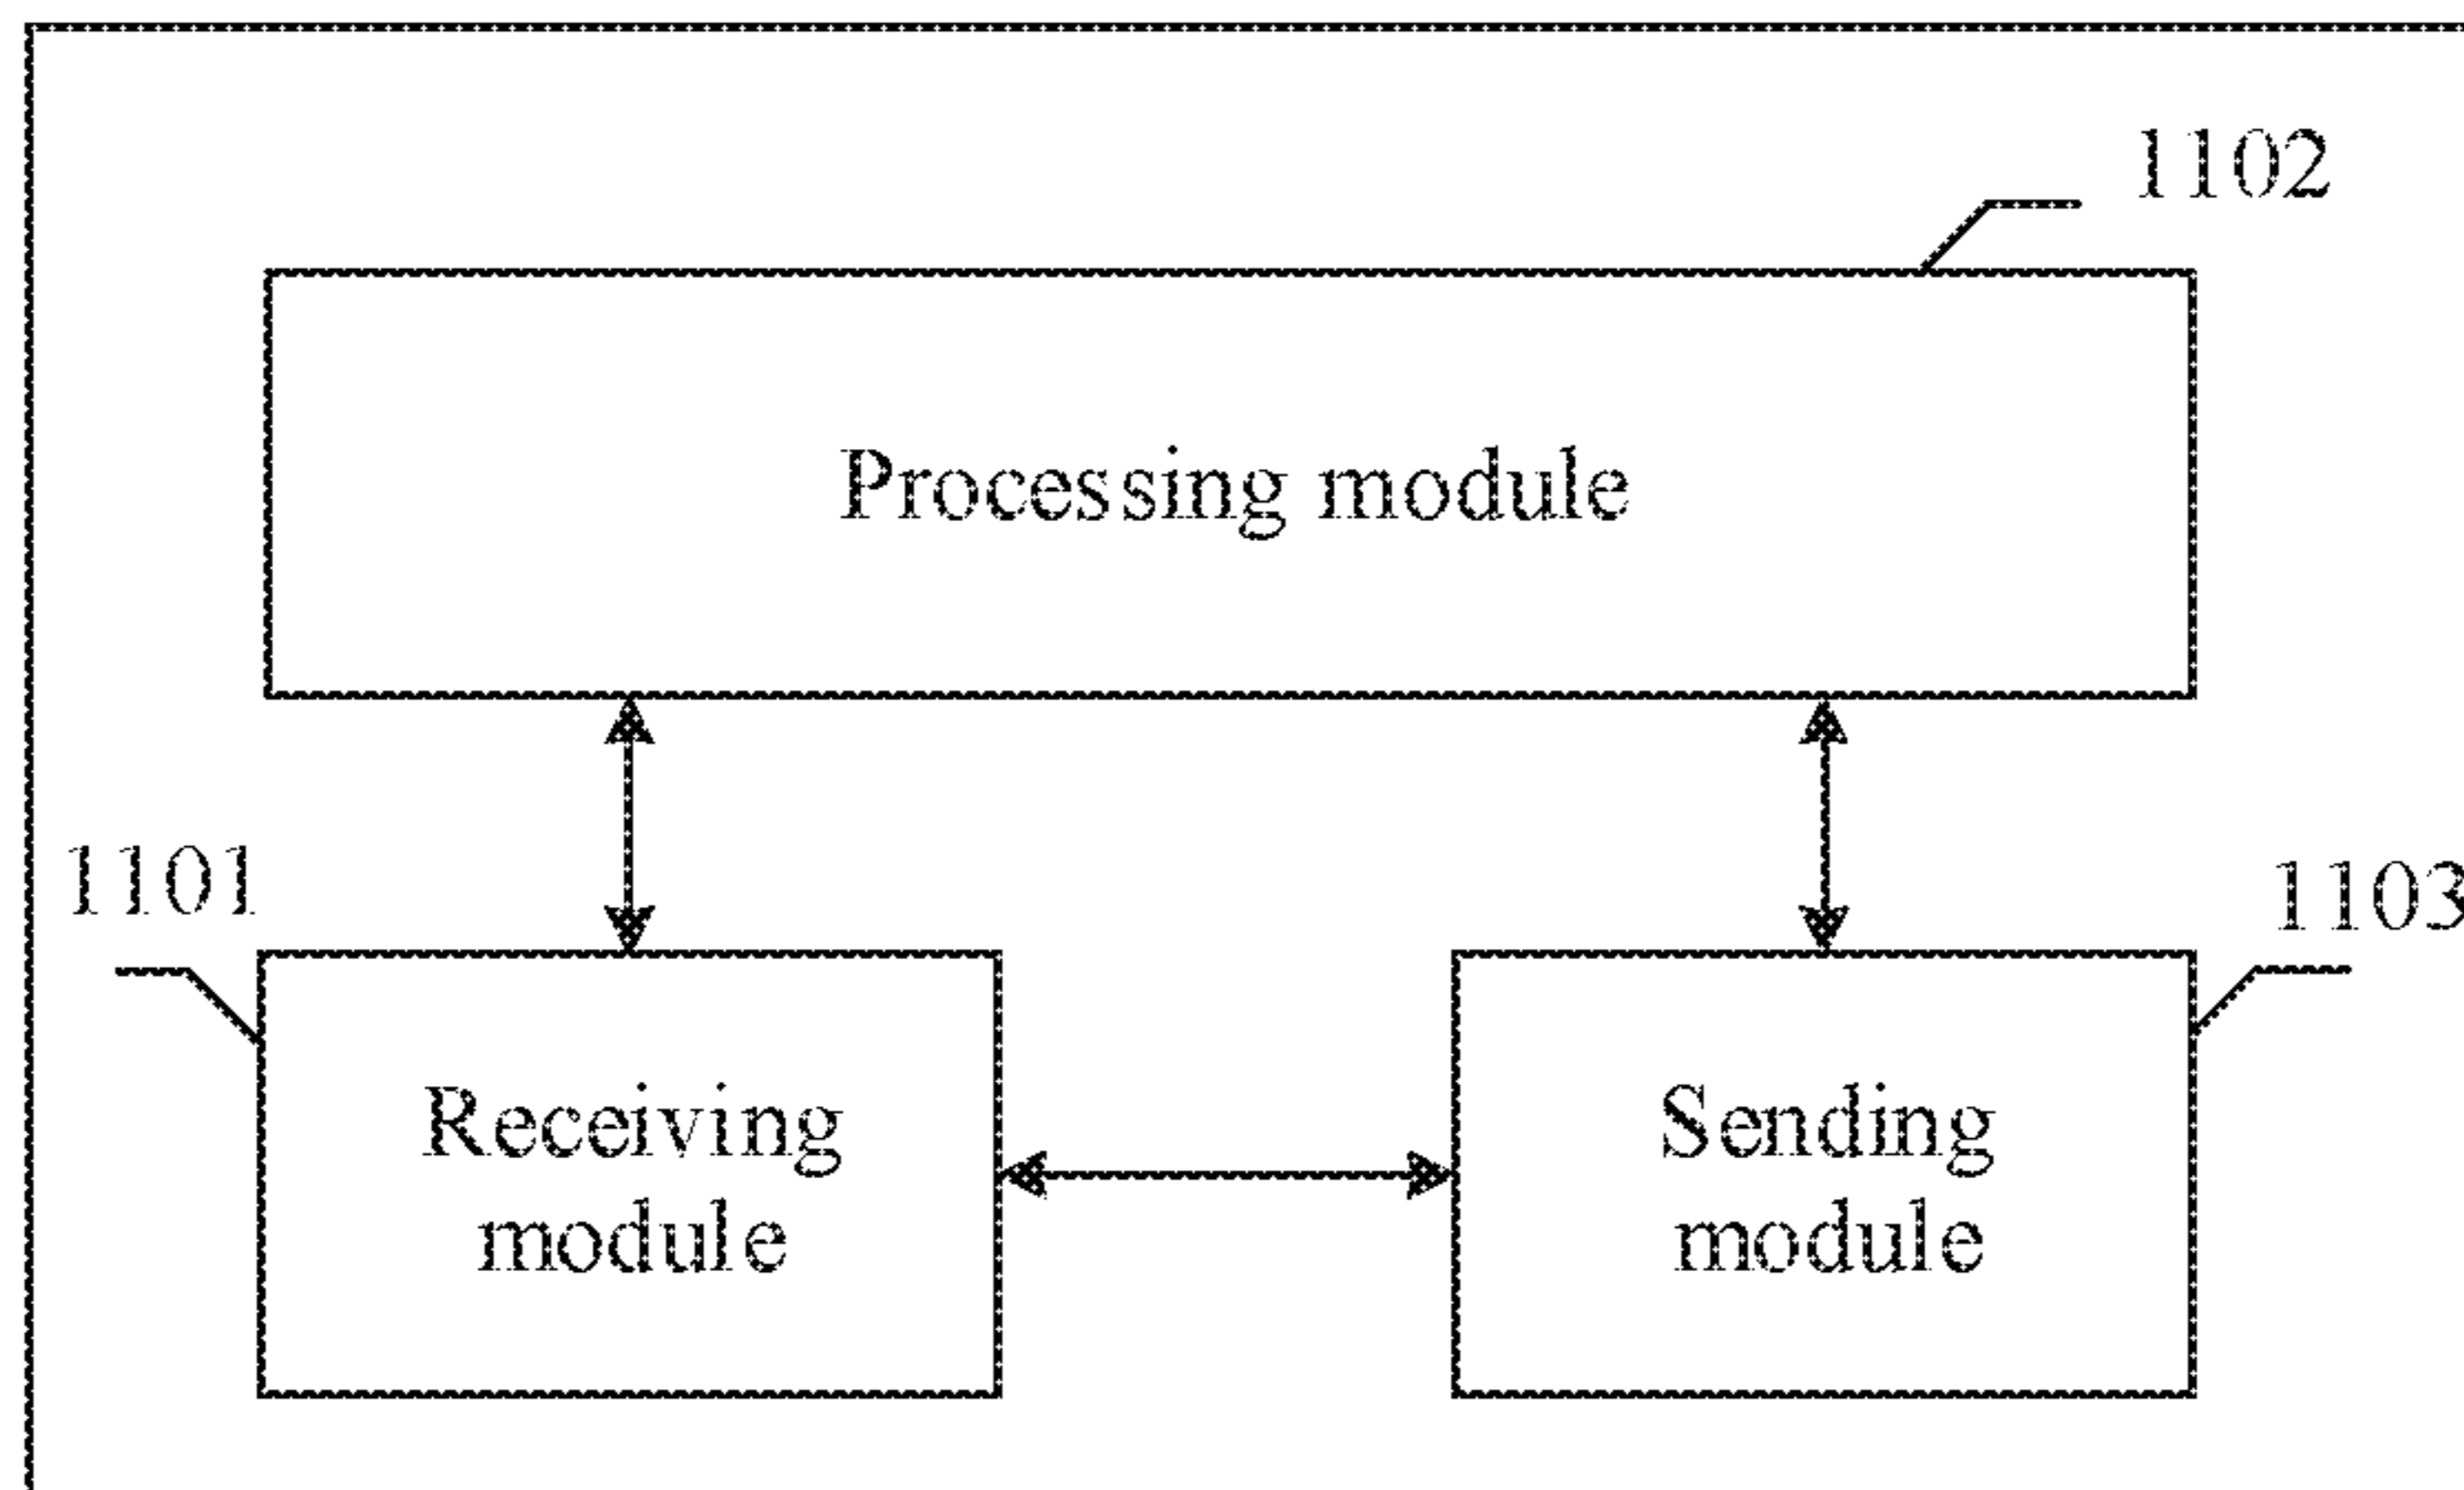 1102
Processing module
1101
1103
Receiving
module
Sending
module